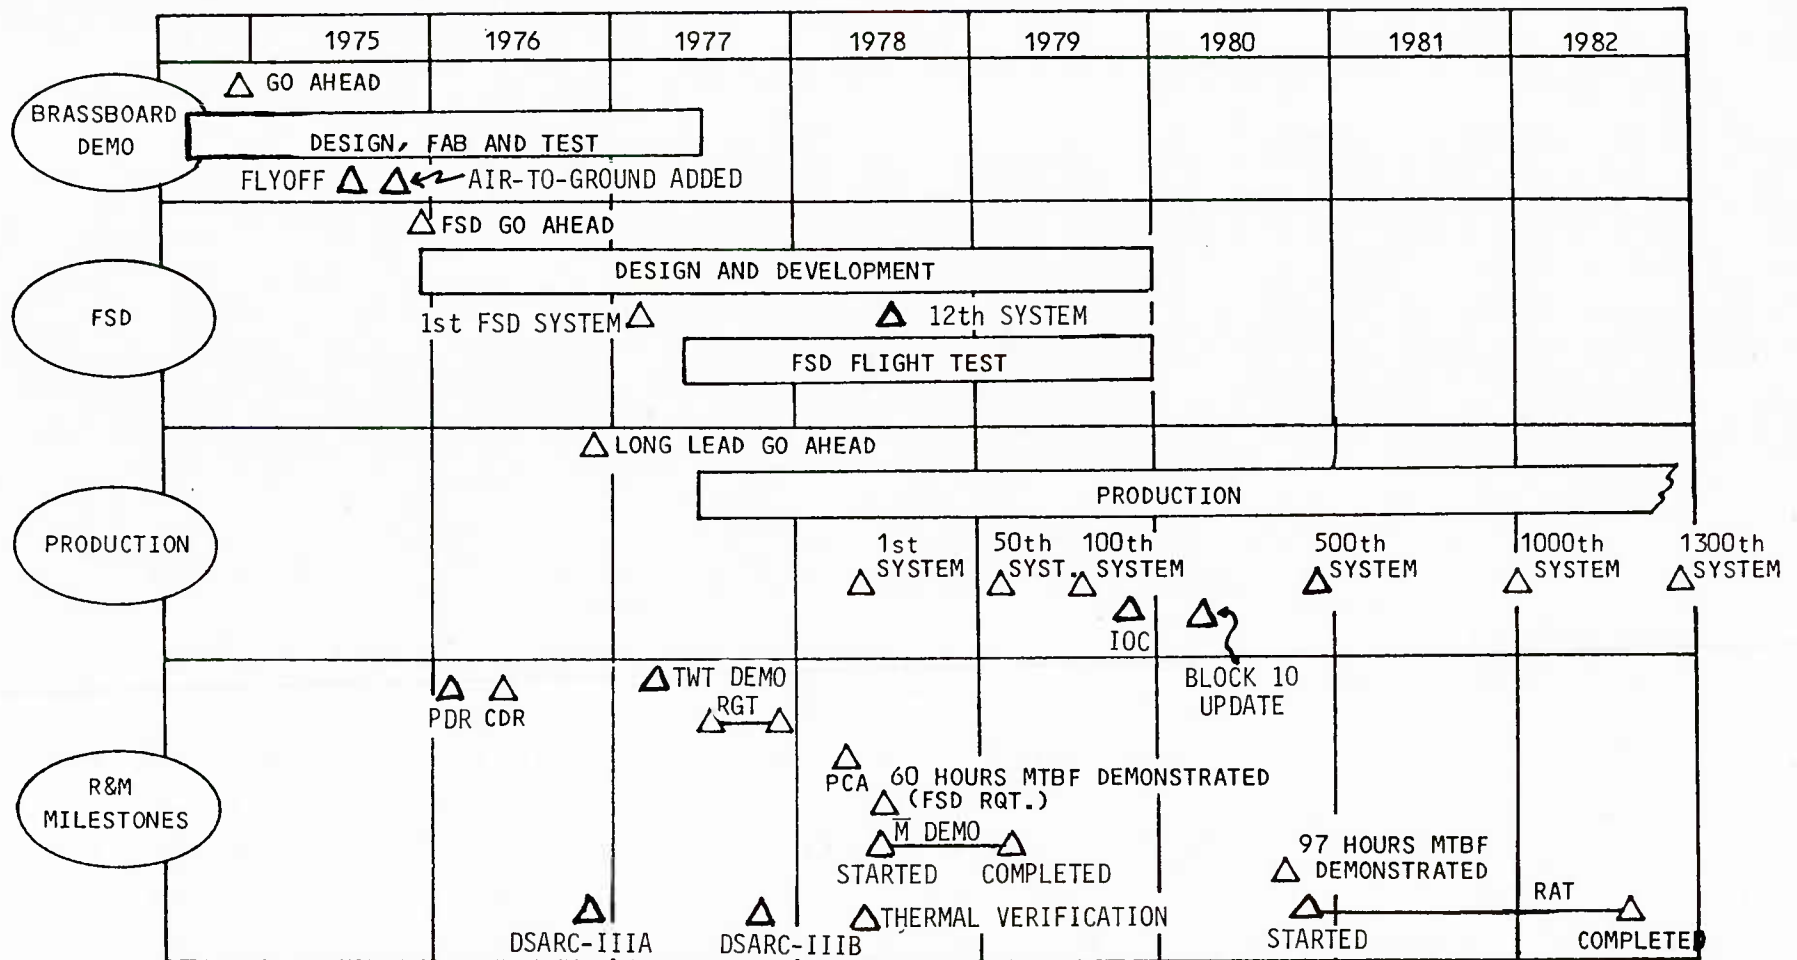 1975 1976 1977 1978 1979 1980 1981 1982
GO AHEAD
BRASSBOARD
DEMO
DESIGN, FAB AND TEST
FLYOFF
AIR-TO-GROUND ADDED
FSD GO AHEAD
DESIGN AND DEVELOPMENT
FSD
1st FSD SYSTEM
12th SYSTEM
FSD FLIGHT TEST
LONG LEAD GO AHEAD
PRODUCTION
PRODUCTION
1st
SYSTEM
50th
SYST.
100th
SYSTEM
500th
SYSTEM
1000th
SYSTEM
1300th
SYSTEM
IOC
BLOCK 10
UPDATE
TWT DEMO
PDR CDR
RGT
R&M
MILESTONES
PCA
60 HOURS MTBF DEMONSTRATED
(FSD RQT.)
M̅ DEMO
STARTED COMPLETED
97 HOURS MTBF
DEMONSTRATED
RAT
THERMAL VERIFICATION
DSARC-IIIA
DSARC-IIIB
STARTED
COMPLETED